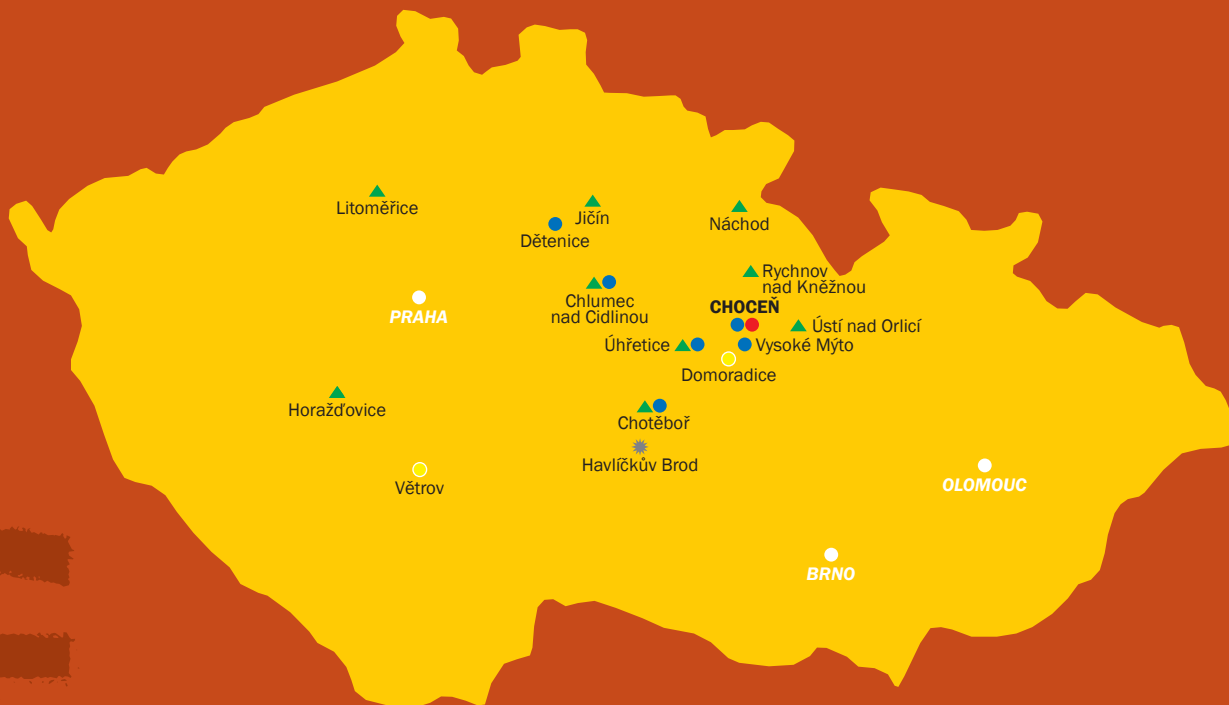 Litoměřice
Jičín
Náchod
Dětenice
Rychnov
nad Kněžnou
Chlumec
nad Cidlinou
CHOCEŇ
PRAHA
Ústí nad Orlicí
Úhřetice
Vysoké Mýto
Domoradice
Horažďovice
Chotěboř
Havlíčkův Brod
Větrov
OLOMOUC
BRNO